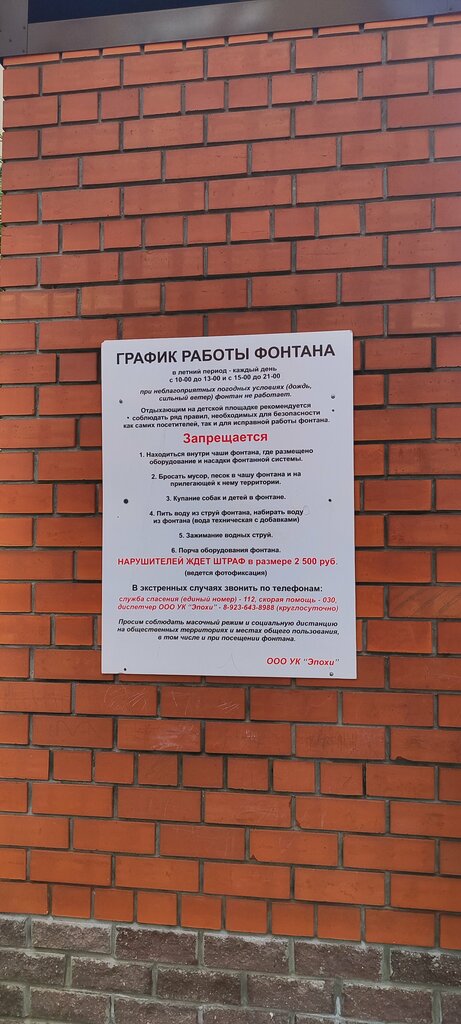 ГРАФИК РАБОТЫ ФОНТАНА
в летний период - каждый день
с 10-00 до 13-00 и с 15-00 до 21-00
при неблагоприятных погодных условиях (дождь,
сильный ветер) фонтан не работает.
Отдыхающим на детской площадке рекомендуется
соблюдать ряд правил, необходимых для безопасности
как самих посетителей, так и для исправной работы фонтана.
Запрещается
1. Находиться внутри чаши фонтана, где размещено
оборудование и насадки фонтанной системы.
2. Бросать мусор, песок в чашу фонтана и на
прилегающей к нему территории.
3. Купание собак и детей в фонтане.
4. Пить воду из струй фонтана, набирать воду
из фонтана (вода техническая с добавками)
5. Зажимание водных струй.
6. Порча оборудования фонтана.
НАРУШИТЕЛЕЙ ЖДЕТ ШТРАФ в размере 2 500 руб.
(ведется фотофиксация)
В экстренных случаях звонить по телефонам:
служба спасения (единый номер) - 112, скорая помощь - 030,
диспетчер ООО УК "Эпохи" - 8-923-643-8988 (круглосуточно)
Просим соблюдать масочный режим и социальную дистанцию
на общественных территориях и местах общего пользования,
в том числе и при посещении фонтана.
ООО УК "Эпохи"